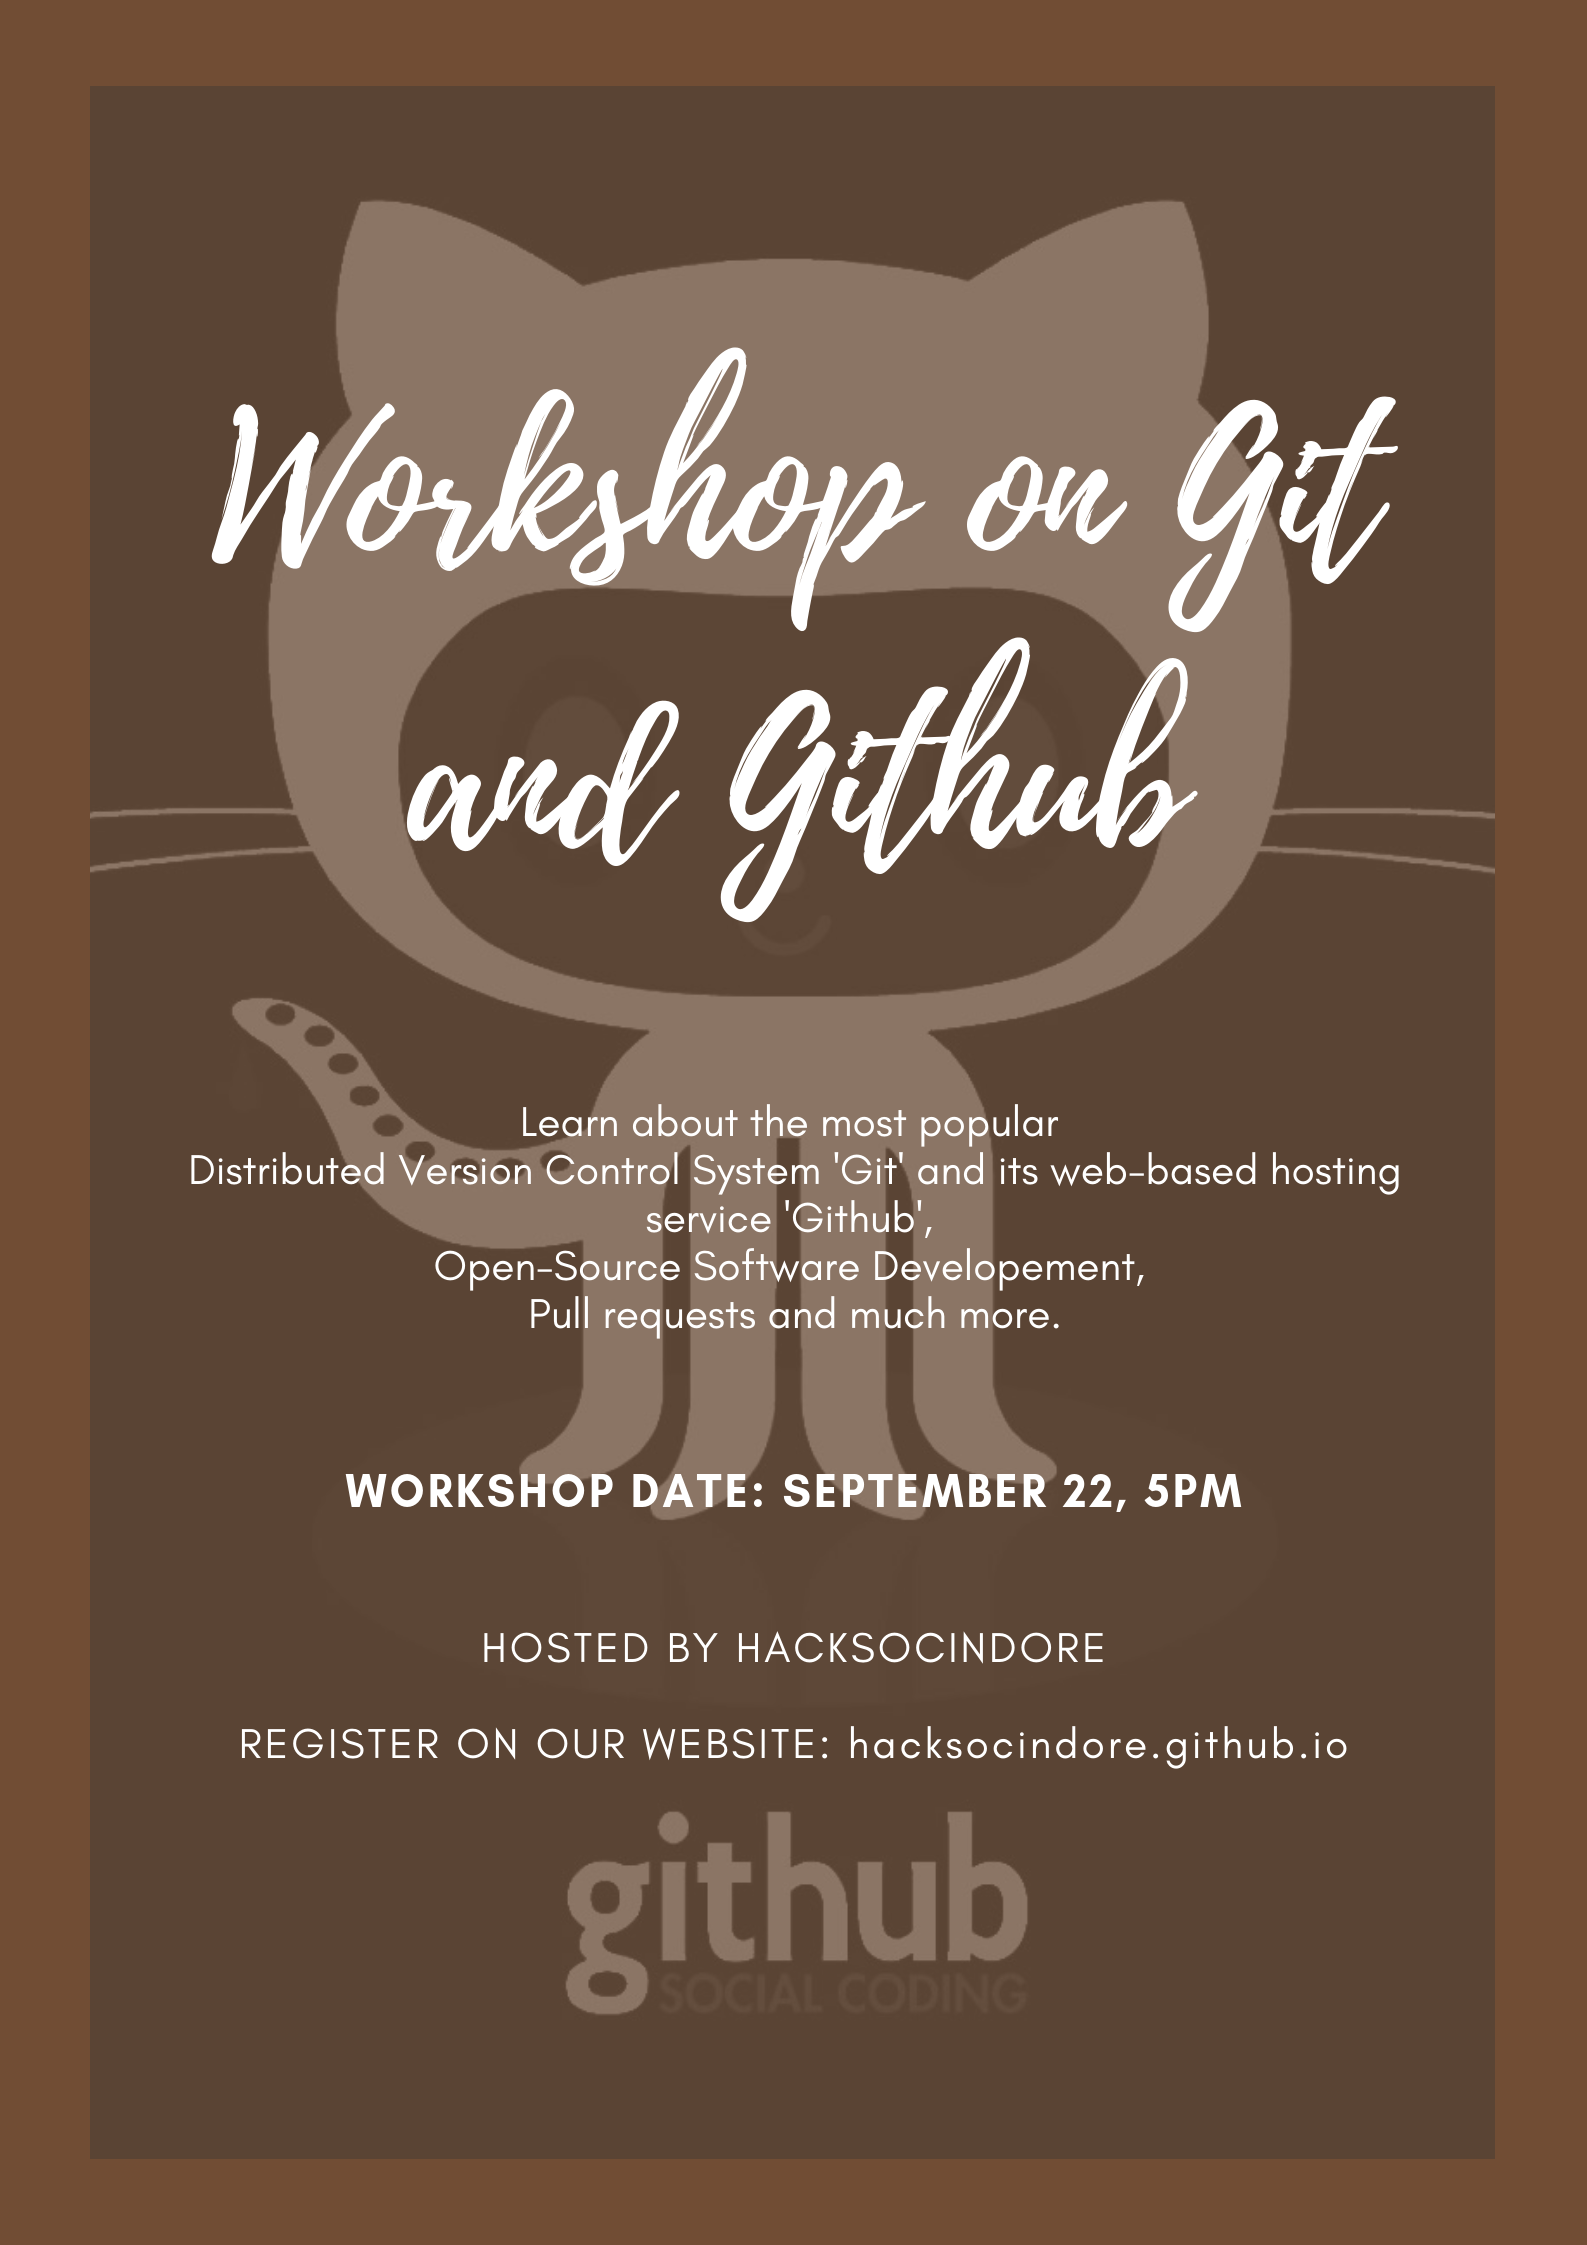 Workshop on Git
and Github
Learn about the most popular
Distributed Version Control System 'Git' and its web-based hosting
service 'Github',
Open-Source Software Developement,
Pull requests and much more.
WORKSHOP DATE: SEPTEMBER 22, 5PM
HOSTED BY HACKSOCINDORE
REGISTER ON OUR WEBSITE: hacksocindore.github.io
github
SOCIAL CODING